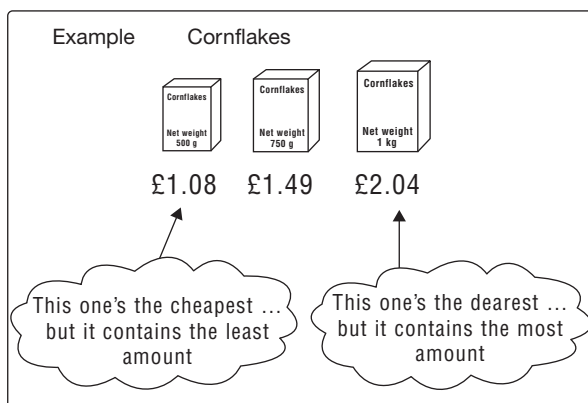 Example Cornflakes
Cornflakes
Net weight
500 g
Cornflakes
Net weight
750 g
Cornflakes
Net weight
1 kg
£1.08 £1.49 £2.04
This one's the cheapest ...
but it contains the least
amount
This one's the dearest ...
but it contains the most
amount